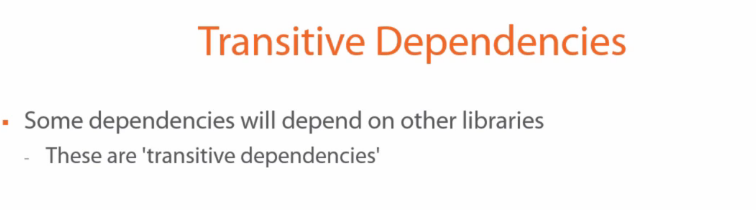 Transitive Dependencies
▪ Some dependencies will depend on other libraries
- These are 'transitive dependencies'